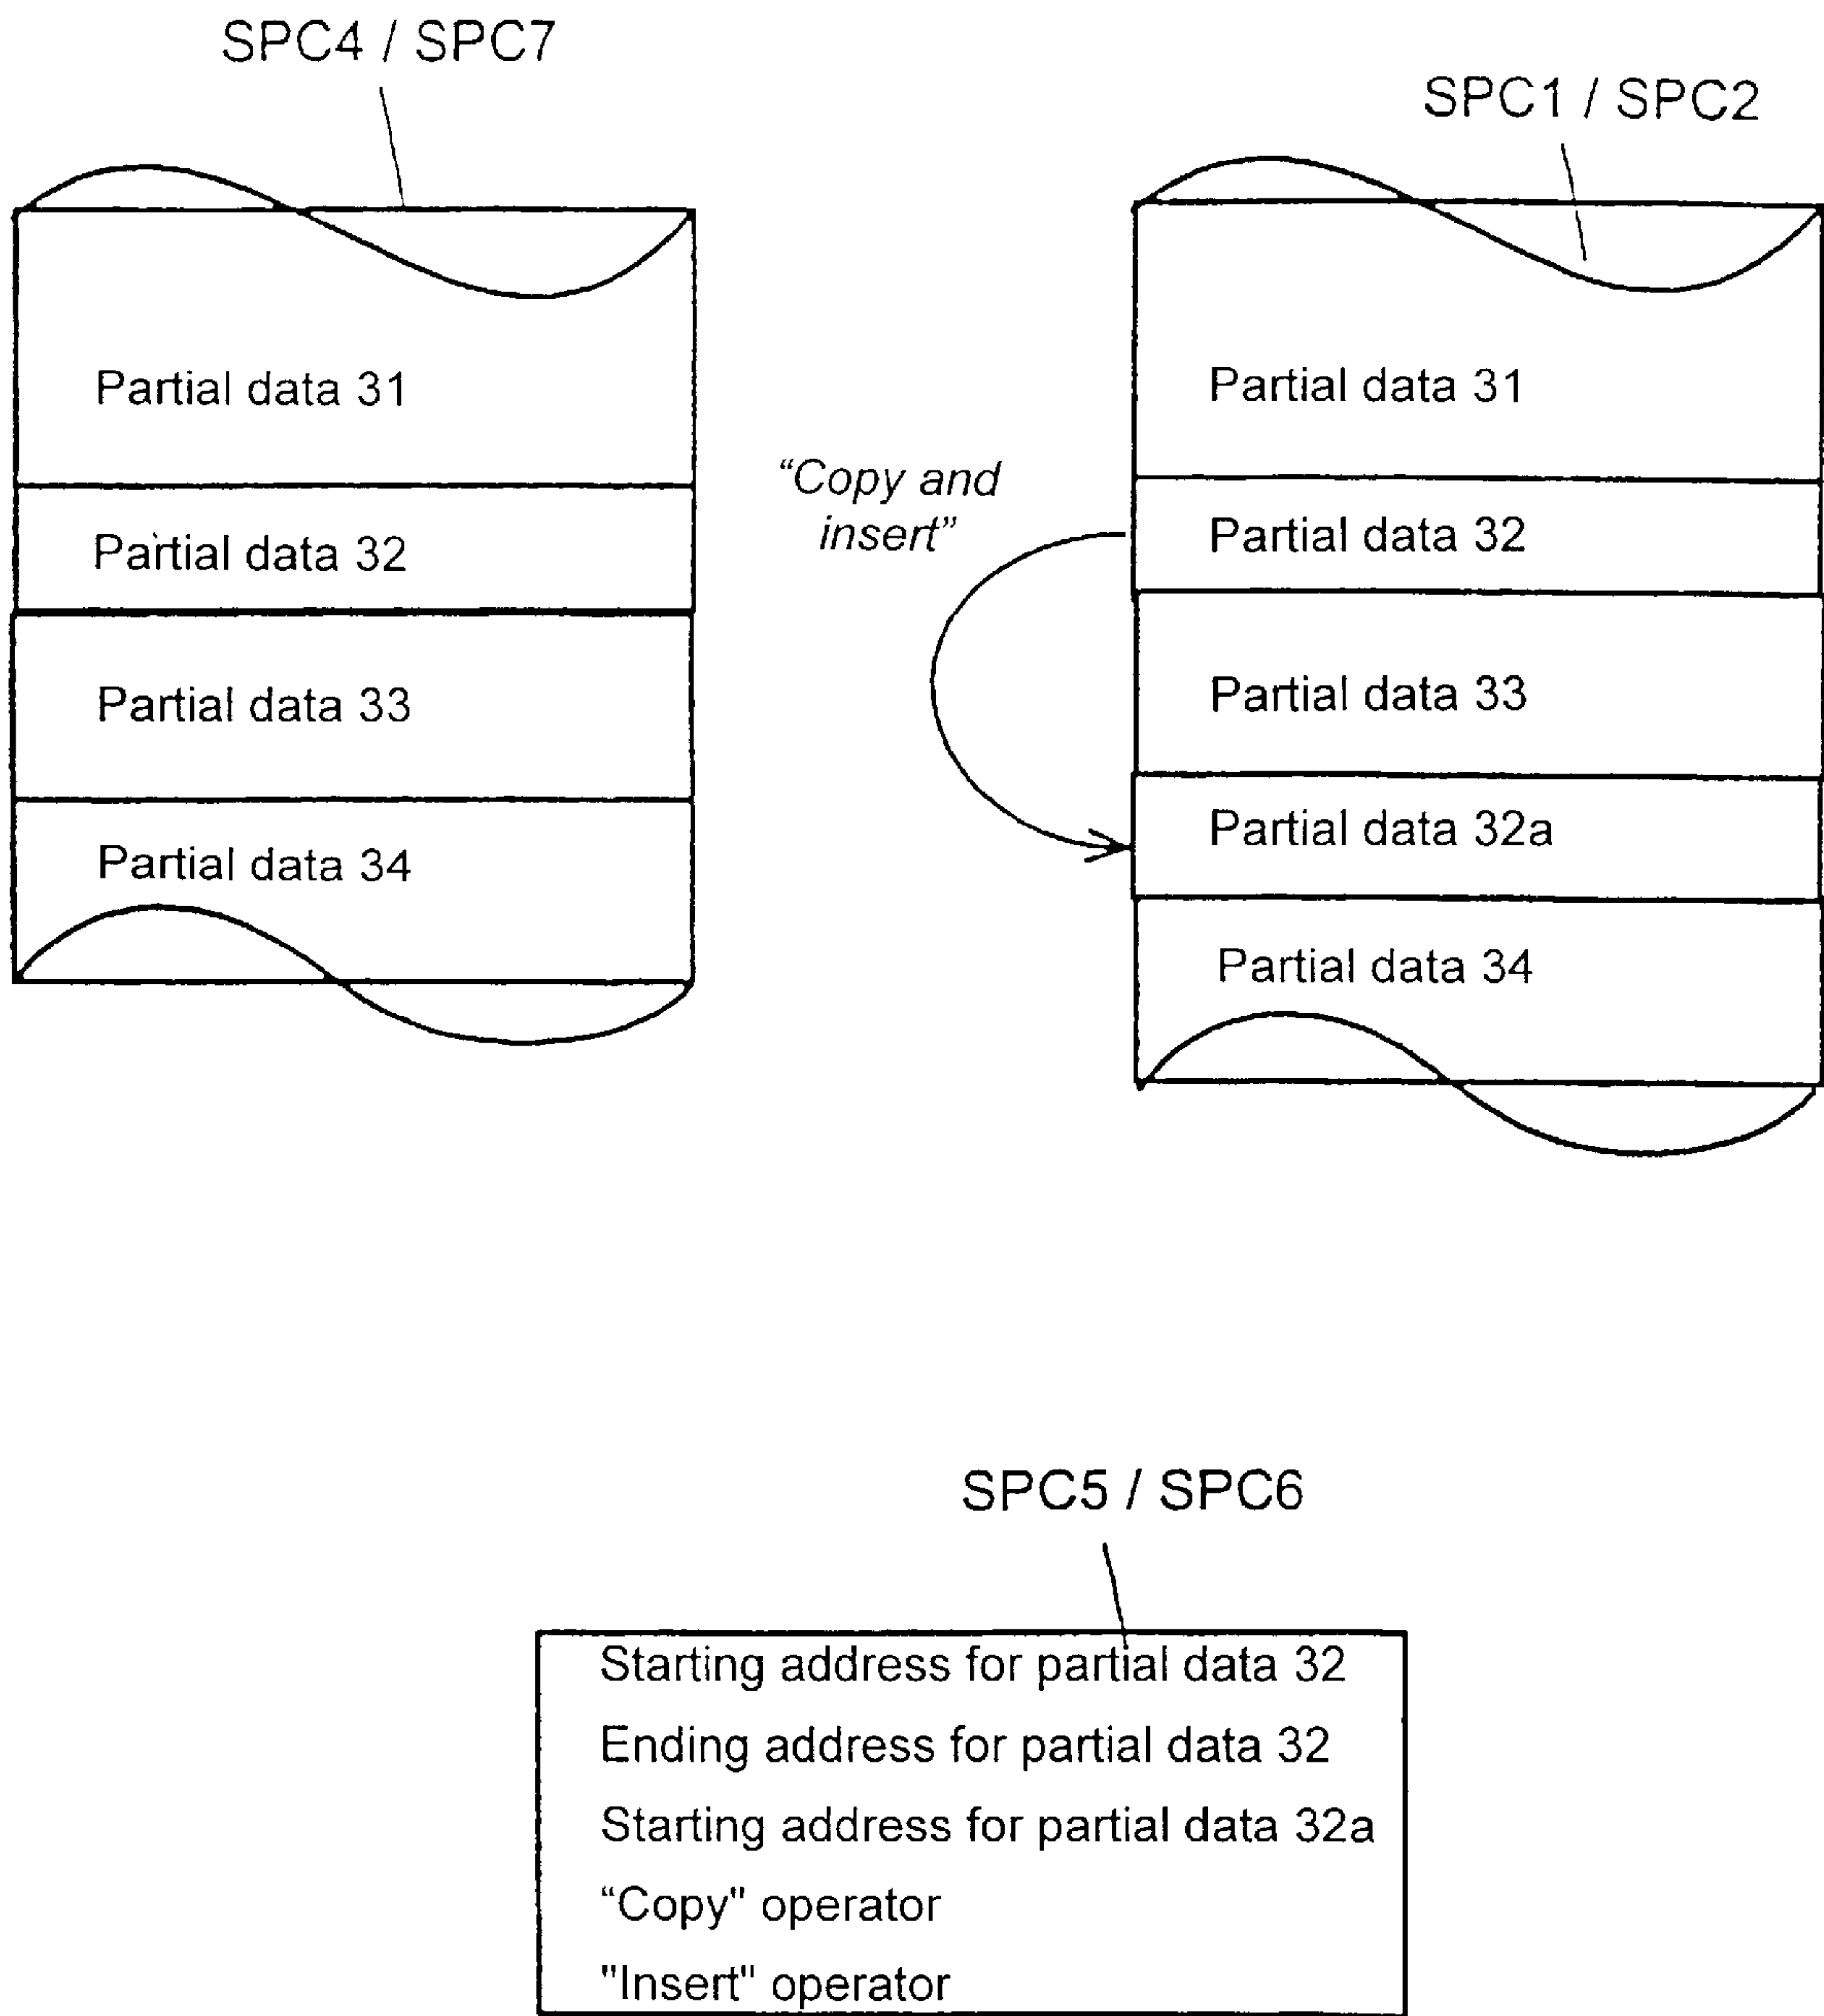 SPC4 / SPC7
Partial data 31
Partial data 32
Partial data 33
Partial data 34
SPC1 / SPC2
“Copy and
insert”
Partial data 31
Partial data 32
Partial data 33
Partial data 32a
Partial data 34
SPC5 / SPC6
Starting address for partial data 32
Ending address for partial data 32
Starting address for partial data 32a
“Copy" operator
"Insert" operator